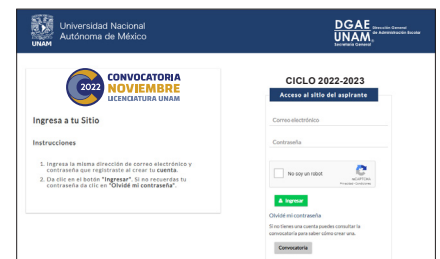 UNAM
Universidad Nacional
Autónoma de México
DGAE
UNAM
Dirección General
de Administración Escolar
Secretaría General
2022
CONVOCATORIA
NOVIEMBRE
LICENCIATURA UNAM
Ingresa a tu Sitio
Instrucciones
1. Ingresa la misma dirección de correo electrónico y
contraseña que registraste al crear tu cuenta.
2. Da clic en el botón "Ingresar". Si no recuerdas tu
contraseña da clic en "Olvidé mi contraseña".
CICLO 2022-2023
Acceso al sitio del aspirante
Correo electrónico
Contraseña
No soy un robot
reCAPTCHA
Privacidad - Condiciones
Ingresar
Olvidé mi contraseña
Si no tienes una cuenta puedes consultar la
convocatoria para saber cómo crear una.
Convocatoria